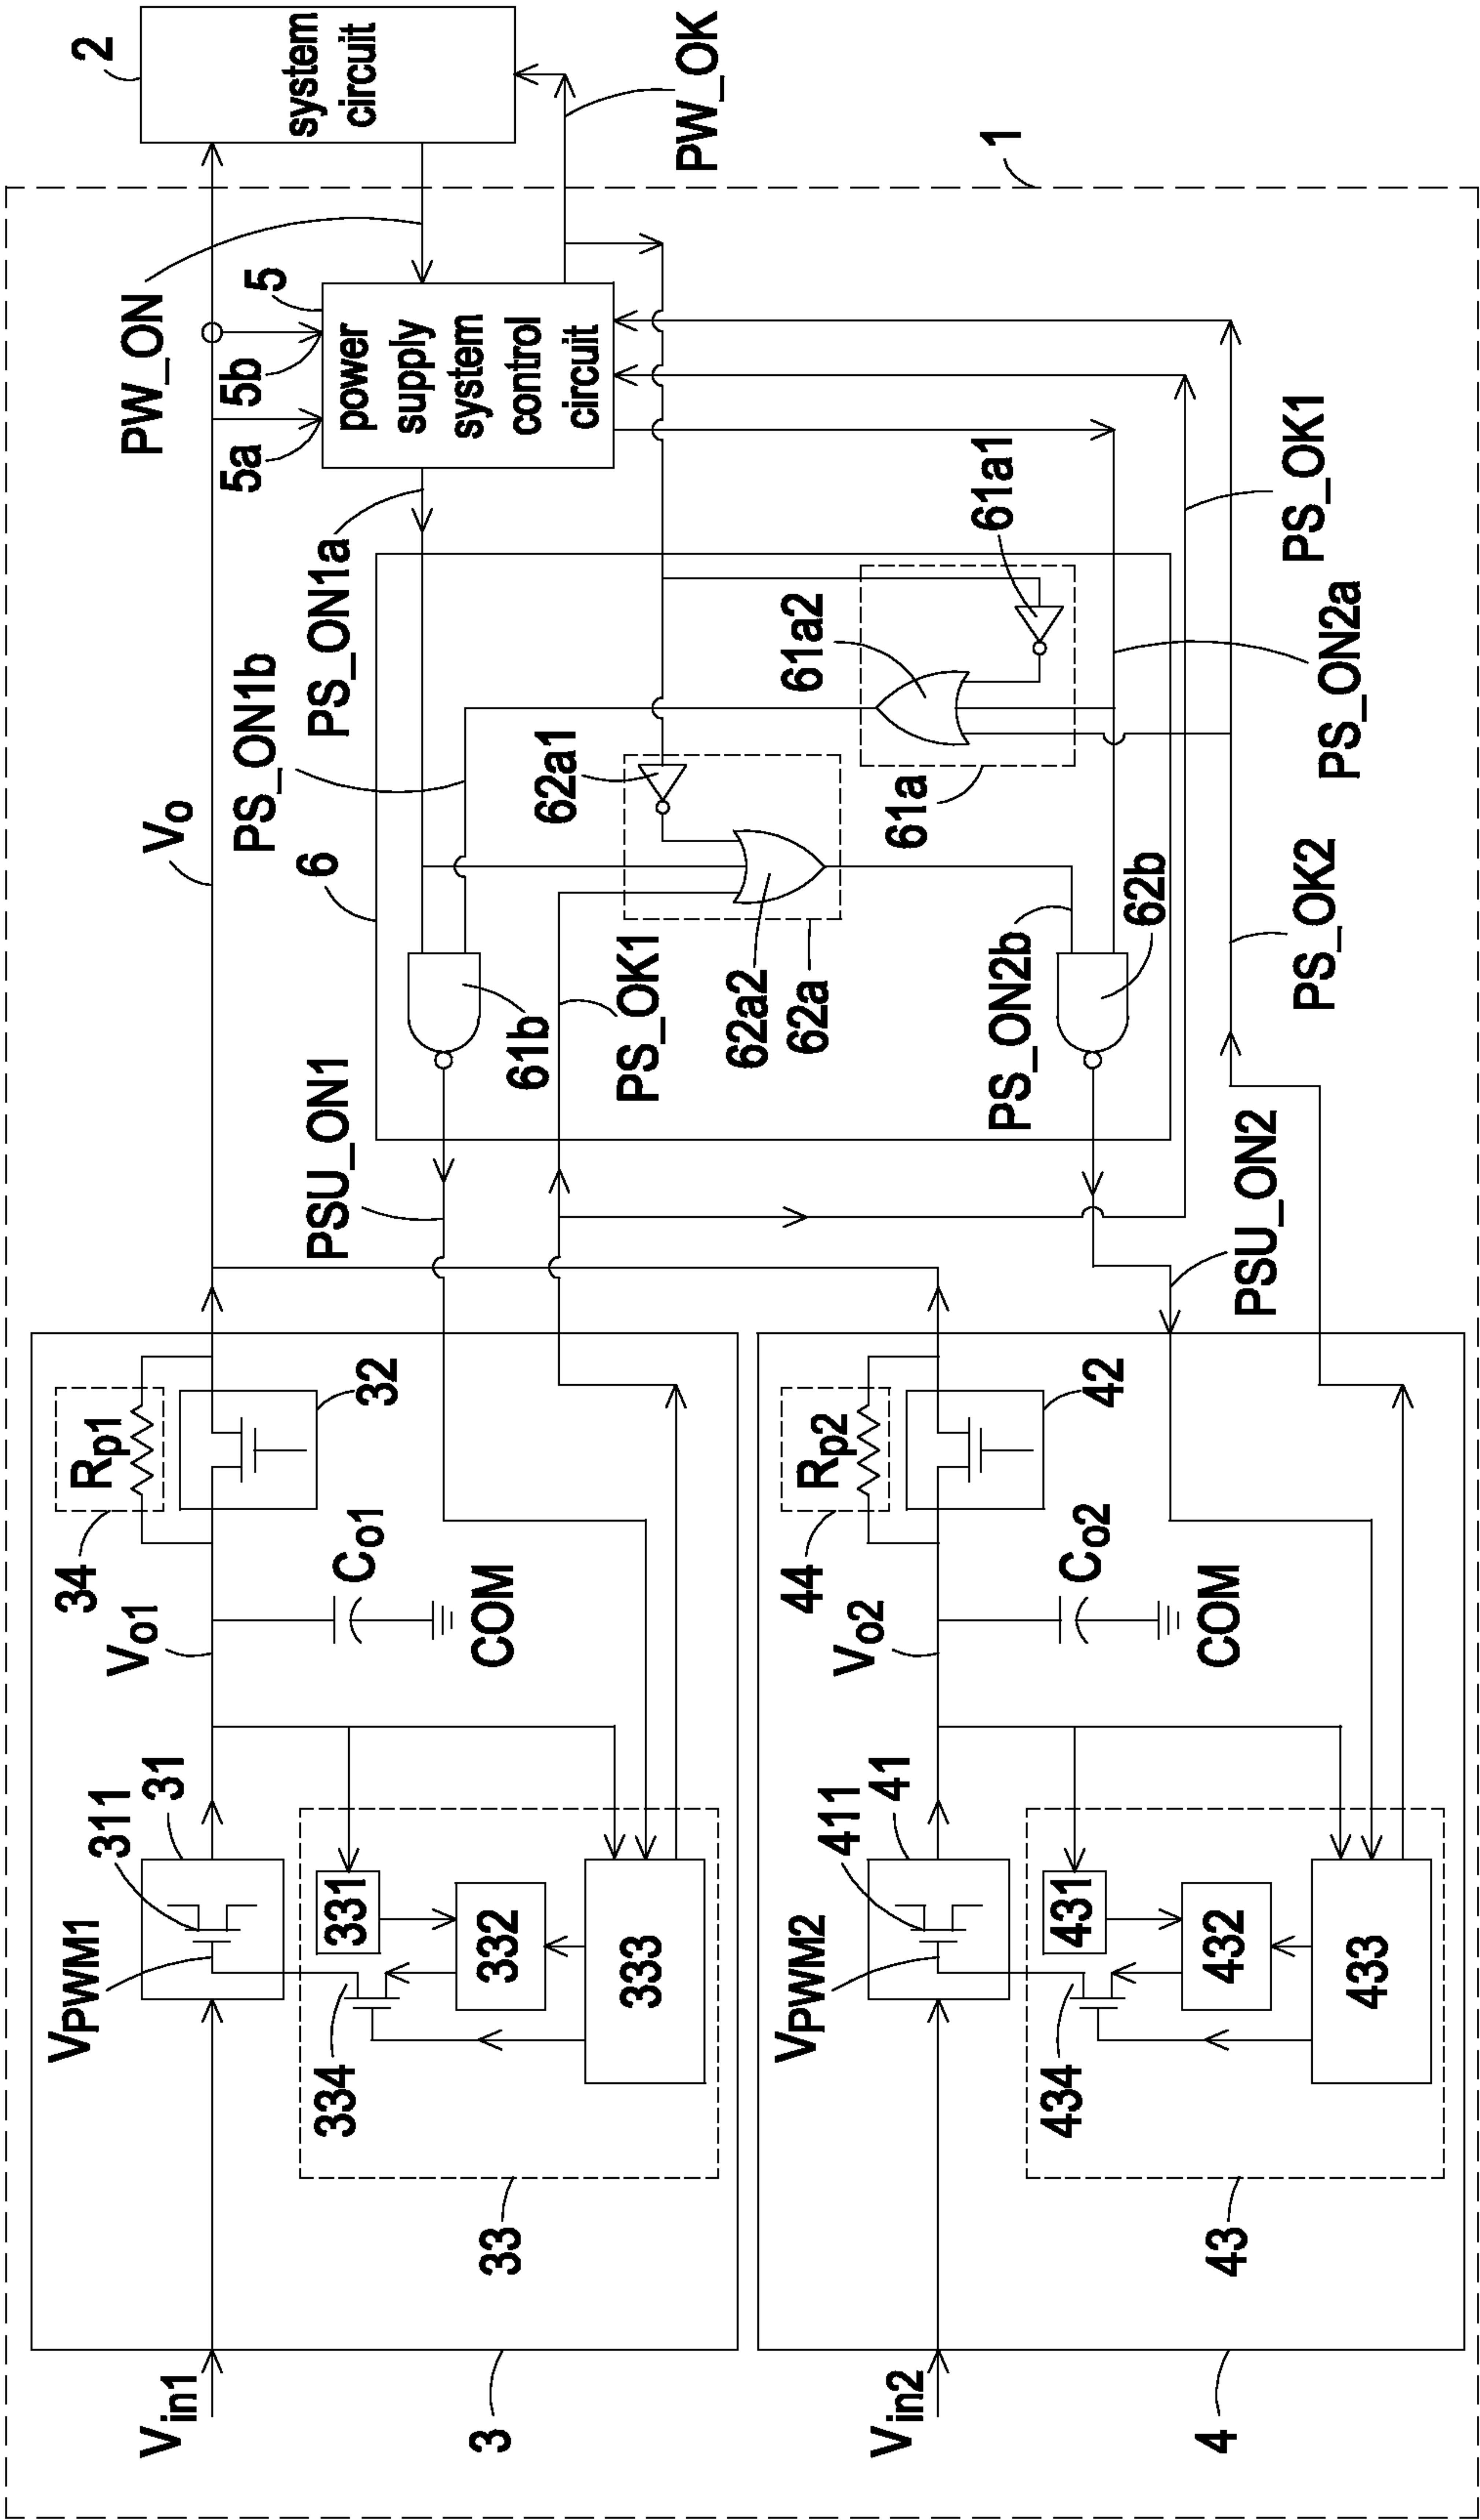 2
system
circuit
PW_OK
1
PW_ON
5
5b
5a
power
supply
system
control
circuit
Vo
PS_ON1a
PS_ON1b
6
61a1
61a2
61a
62a1
62a2
62a
61b
62b
PS_OK1
PS_ON2b
PS_OK1
PS_ON2a
PS_OK2
PSU_ON1
PSU_ON2
Rp1
34
32
Vo1
Co1
COM
311
31
VPWM1
331
332
333
334
33
Vin1
3
Rp2
44
42
Vo2
Co2
COM
411
41
VPWM2
431
432
433
434
43
Vin2
4